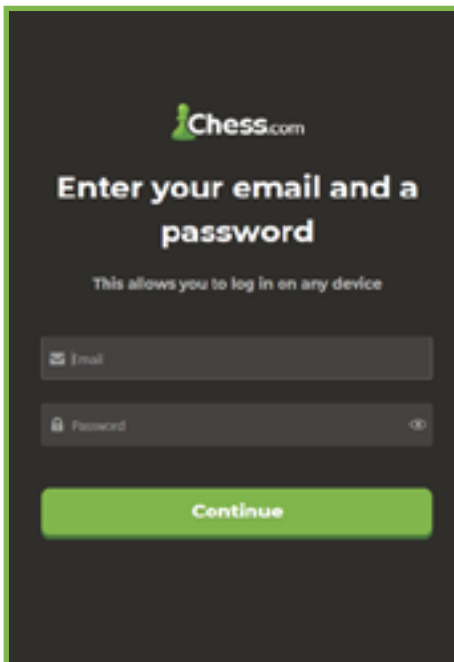 Chess.com
Enter your email and a
password
This allows you to log in on any device
Email
Password
Continue